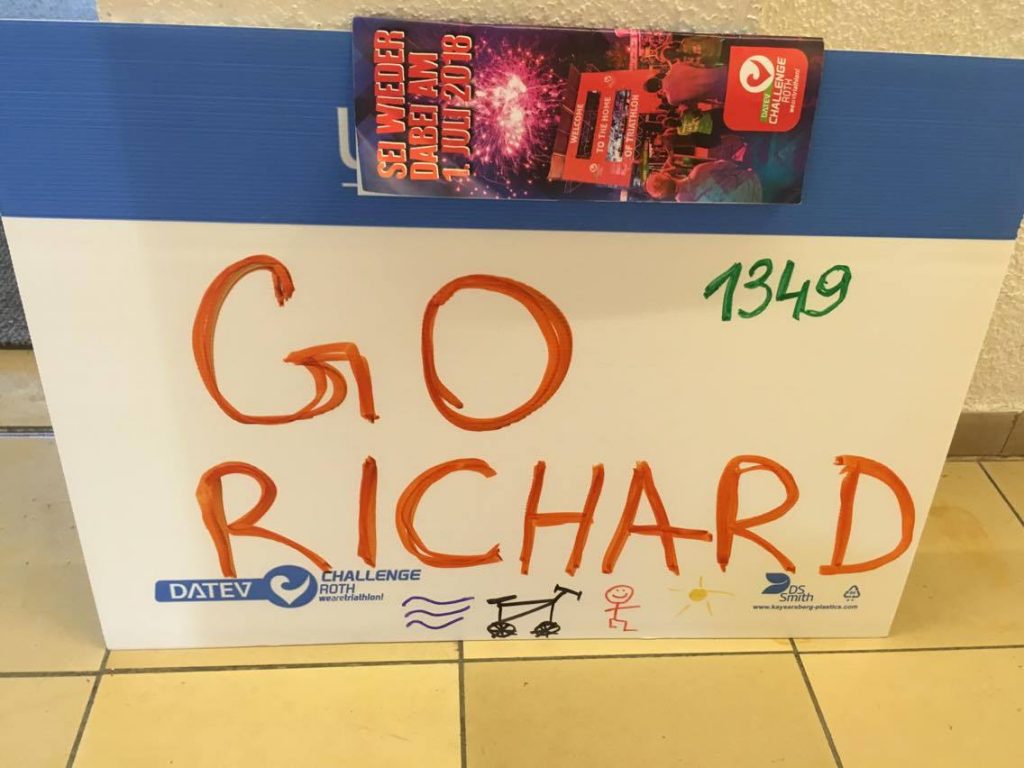 SEI WIEDER
DABEI AM
1. JULI 2018
WELCOME
TO THE HOME
OF TRIATHLON
DATEV
CHALLENGE
ROTH
wearetriathlon!
GO
1349
RICHARD
DATEV
CHALLENGE
ROTH
wearetriathlon!
DS
Smith
www.kaysersberg-plastics.com